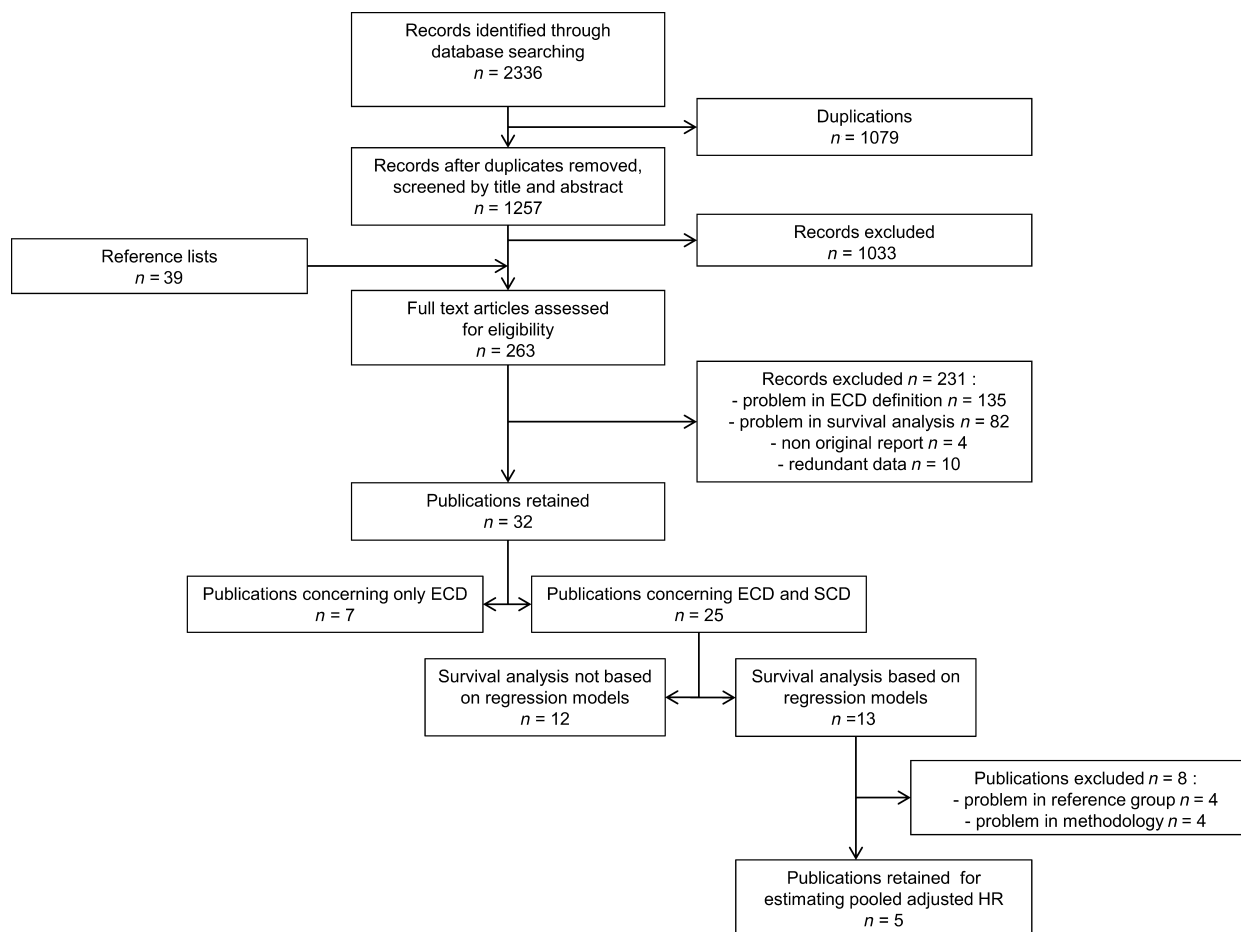 Records identified through
database searching
n = 2336
Duplications
n = 1079
Records after duplicates removed,
screened by title and abstract
n = 1257
Records excluded
n = 1033
Reference lists
n = 39
Full text articles assessed
for eligibility
n = 263
Records excluded n = 231 :
- problem in ECD definition n = 135
- problem in survival analysis n = 82
- non original report n = 4
- redundant data n = 10
Publications retained
n = 32
Publications concerning only ECD
n = 7
Publications concerning ECD and SCD
n = 25
Survival analysis not based
on regression models
n = 12
Survival analysis based on
regression models
n =13
Publications excluded n = 8 :
- problem in reference group n = 4
- problem in methodology n = 4
Publications retained for
estimating pooled adjusted HR
n = 5